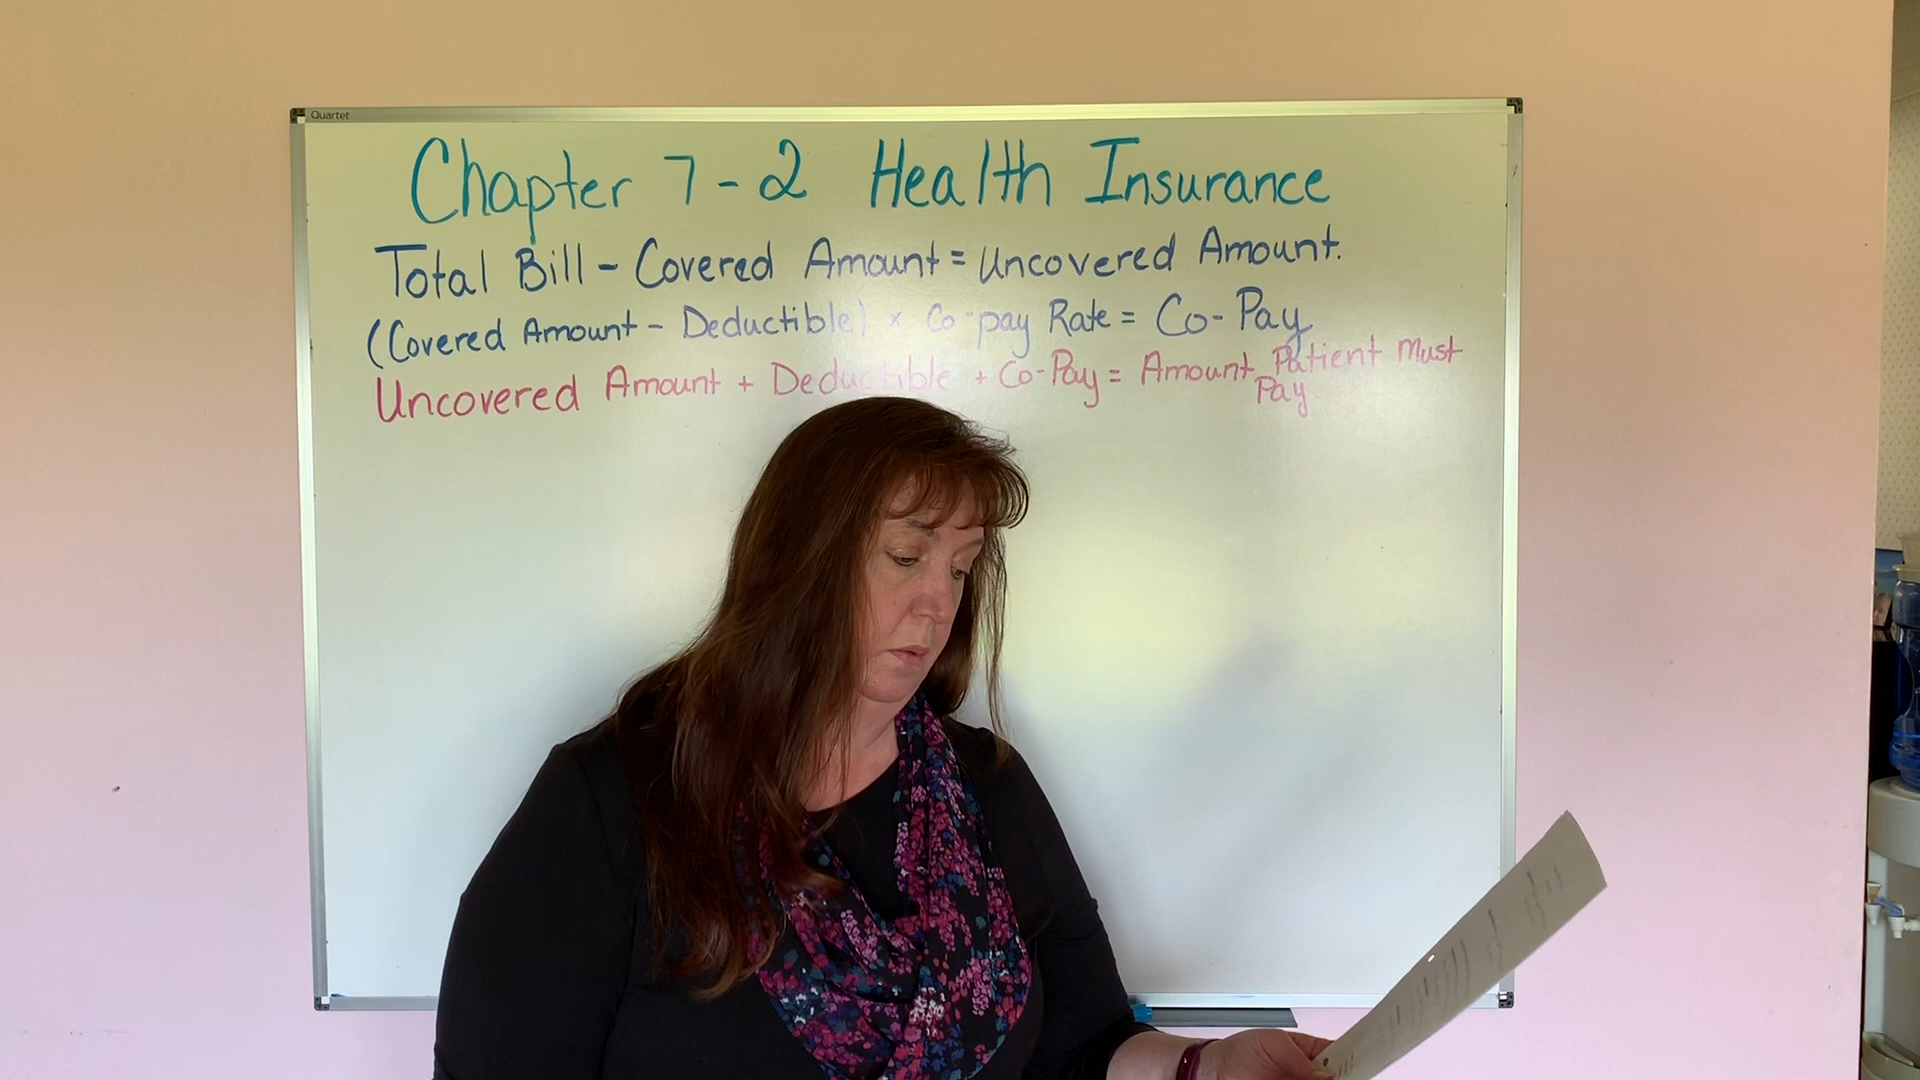 Quartet
Chapter 7-2 Health Insurance
Total Bill - Covered Amount = Uncovered Amount.
(Covered Amount - Deductible) × Co-pay Rate = Co-Pay
Uncovered Amount + Deductible + Co-Pay = Amount Patient Must
Pay